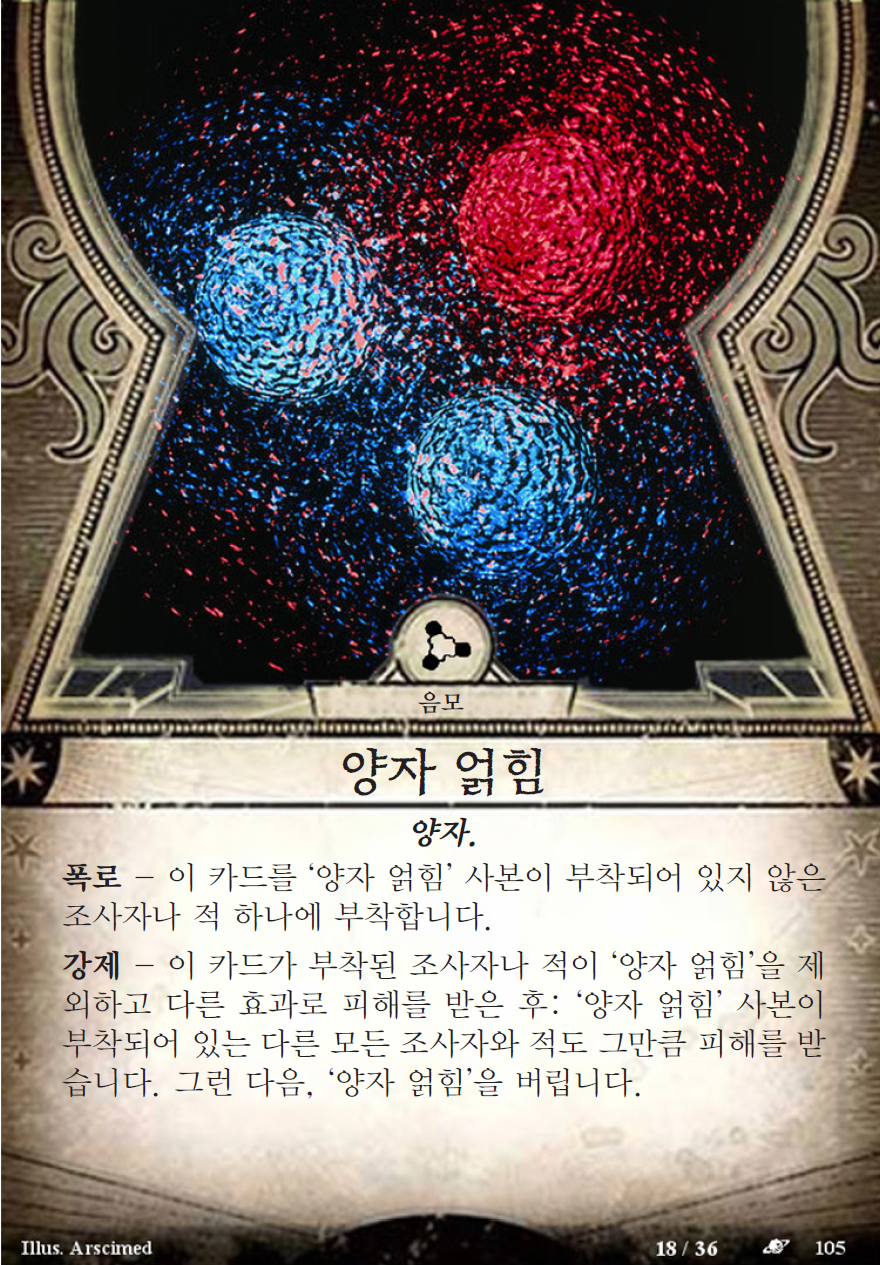 음모
양자 얽힘
양자.
폭로 – 이 카드를 ‘양자 얽힘’ 사본이 부착되어 있지 않은
조사자나 적 하나에 부착합니다.
강제 – 이 카드가 부착된 조사자나 적이 ‘양자 얽힘’을 제
외하고 다른 효과로 피해를 받은 후: ‘양자 얽힘’ 사본이
부착되어 있는 다른 모든 조사자와 적도 그만큼 피해를 받
습니다. 그런 다음, ‘양자 얽힘’을 버립니다.
Illus. Arscimed 18 / 36 105